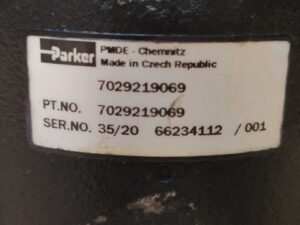 Parker
PMDE - Chemnitz
Made in Czech Republic
7029219069
PT.NO. 7029219069
SER.NO. 35/20 66234112 / 001